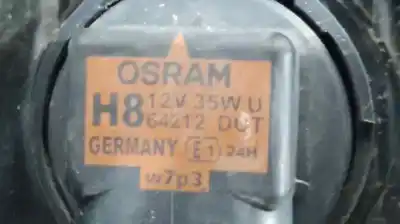 OSRAM
H8 12V 35W U
64212 DOT
GERMANY E1 24H
w7p3